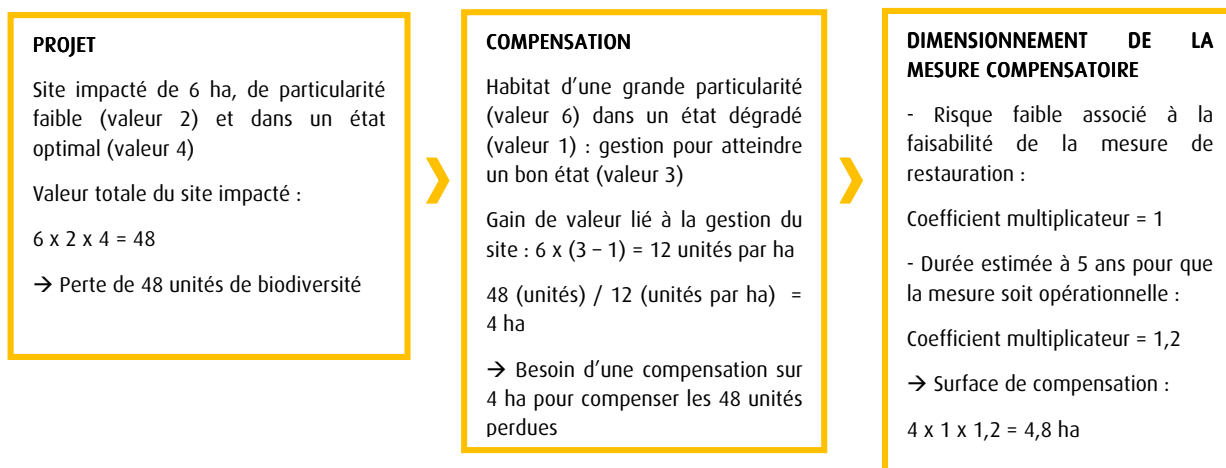 PROJET
Site impacté de 6 ha, de particularité
faible (valeur 2) et dans un état
optimal (valeur 4)
Valeur totale du site impacté :
6 x 2 x 4 = 48
→ Perte de 48 unités de biodiversité
COMPENSATION
Habitat d’une grande particularité
(valeur 6) dans un état dégradé
(valeur 1) : gestion pour atteindre
un bon état (valeur 3)
Gain de valeur lié à la gestion du
site : 6 x (3 – 1) = 12 unités par ha
48 (unités) / 12 (unités par ha) =
4 ha
→ Besoin d’une compensation sur
4 ha pour compenser les 48 unités
perdues
DIMENSIONNEMENT DE LA
MESURE COMPENSATOIRE
- Risque faible associé à la
faisabilité de la mesure de
restauration :
Coefficient multiplicateur = 1
- Durée estimée à 5 ans pour que
la mesure soit opérationnelle :
Coefficient multiplicateur = 1,2
→ Surface de compensation :
4 x 1 x 1,2 = 4,8 ha